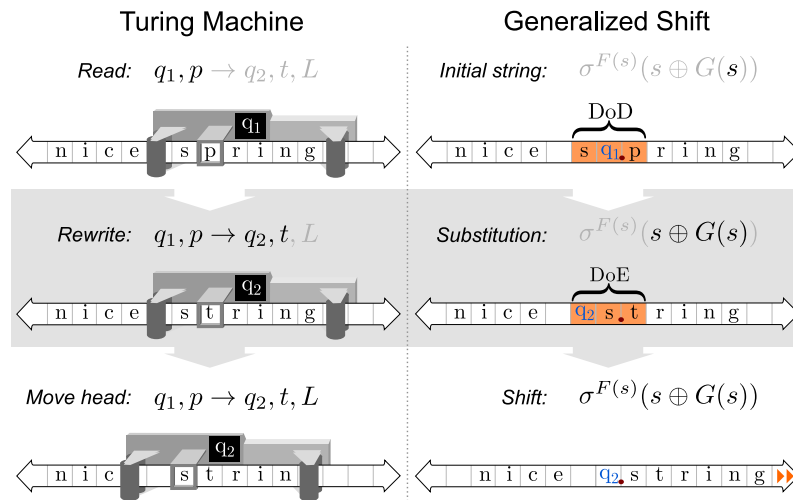 Turing Machine
Generalized Shift
Read: q₁, p → q₂, t, L
Initial string: σ^{F(s)}(s ⊕ G(s))
q₁
DoD
n i c e s p r i n g
n i c e s q₁. p r i n g
Rewrite: q₁, p → q₂, t, L
Substitution: σ^{F(s)}(s ⊕ G(s))
q₂
DoE
n i c e s t r i n g
n i c e q₂ s. t r i n g
Move head: q₁, p → q₂, t, L
Shift: σ^{F(s)}(s ⊕ G(s))
q₂
n i c s t r i n
n i c e q₂. s t r i n g